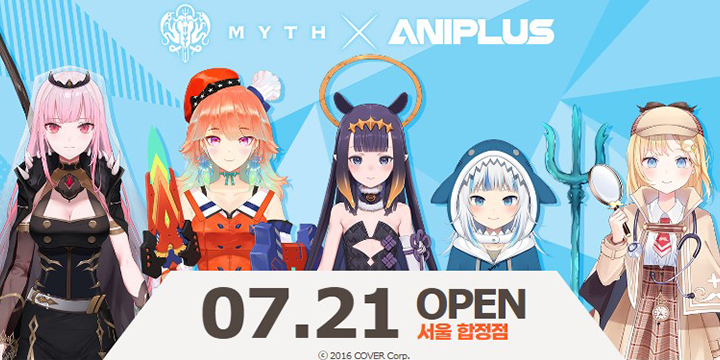 MYTH X ANIPLUS
07.21 OPEN
서울 합정점
© 2016 COVER Corp.